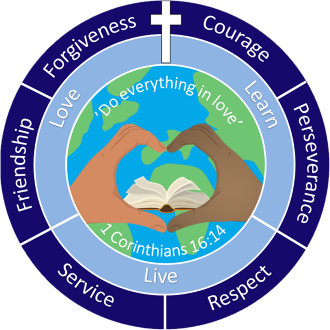 Forgiveness
Courage
Perseverance
Respect
Service
Friendship
Love
Learn
Live
'Do everything in love'
1 Corinthians 16:14